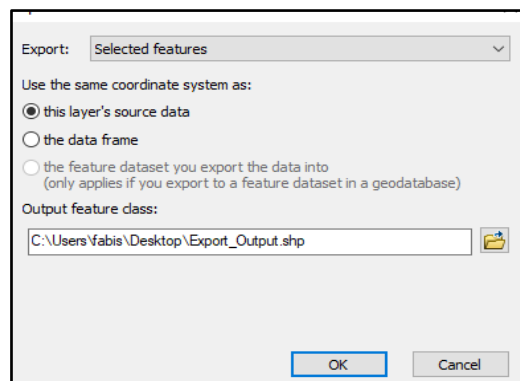 Export: Selected features
Use the same coordinate system as:
this layer's source data
the data frame
the feature dataset you export the data into
(only applies if you export to a feature dataset in a geodatabase)
Output feature class:
C:\Users\fabis\Desktop\Export_Output.shp
OK Cancel